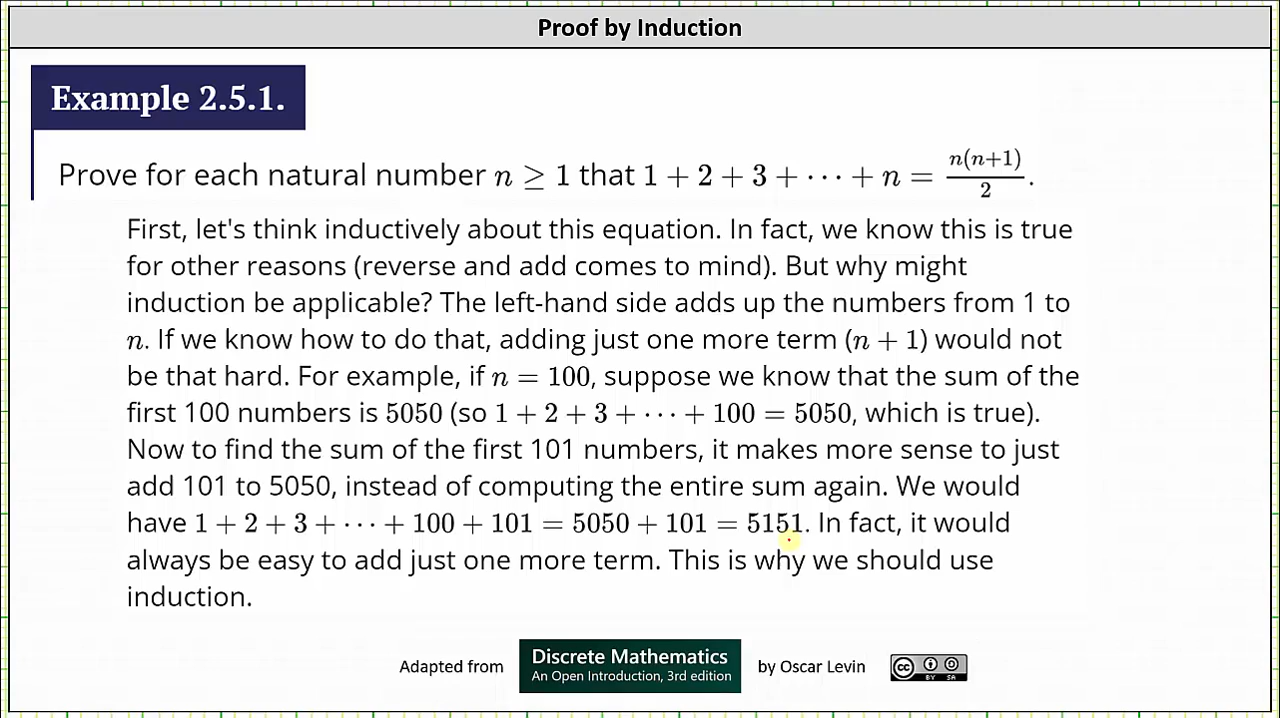 Proof by Induction
Example 2.5.1.
Prove for each natural number n ≥ 1 that 1 + 2 + 3 + ⋯ + n = n(n+1)/2.
First, let's think inductively about this equation. In fact, we know this is true
for other reasons (reverse and add comes to mind). But why might
induction be applicable? The left-hand side adds up the numbers from 1 to
n. If we know how to do that, adding just one more term (n + 1) would not
be that hard. For example, if n = 100, suppose we know that the sum of the
first 100 numbers is 5050 (so 1 + 2 + 3 + ⋯ + 100 = 5050, which is true).
Now to find the sum of the first 101 numbers, it makes more sense to just
add 101 to 5050, instead of computing the entire sum again. We would
have 1 + 2 + 3 + ⋯ + 100 + 101 = 5050 + 101 = 5151. In fact, it would
always be easy to add just one more term. This is why we should use
induction.
Adapted from Discrete Mathematics by Oscar Levin
An Open Introduction, 3rd edition
cc BY SA